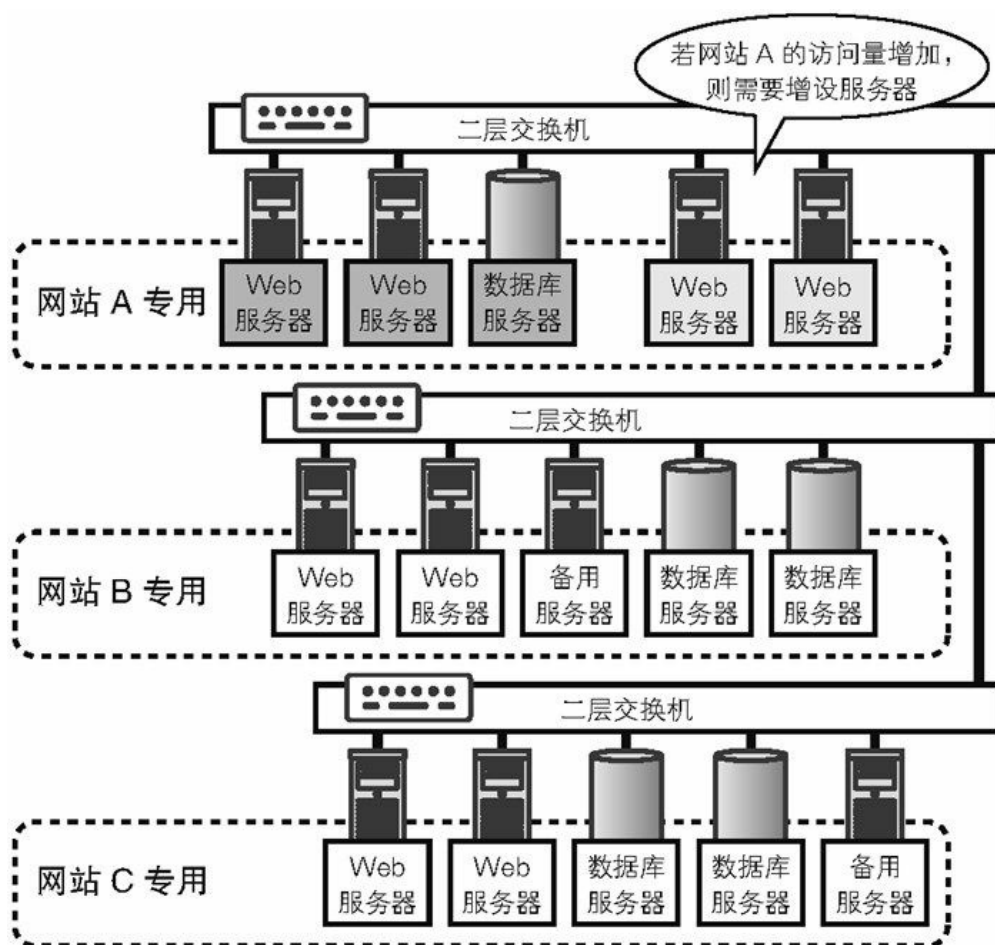 若网站 A 的访问量增加，
则需要增设服务器
二层交换机
网站 A 专用
Web
服务器
Web
服务器
数据库
服务器
Web
服务器
Web
服务器
二层交换机
网站 B 专用
Web
服务器
Web
服务器
备用
服务器
数据库
服务器
数据库
服务器
二层交换机
网站 C 专用
Web
服务器
Web
服务器
数据库
服务器
数据库
服务器
备用
服务器